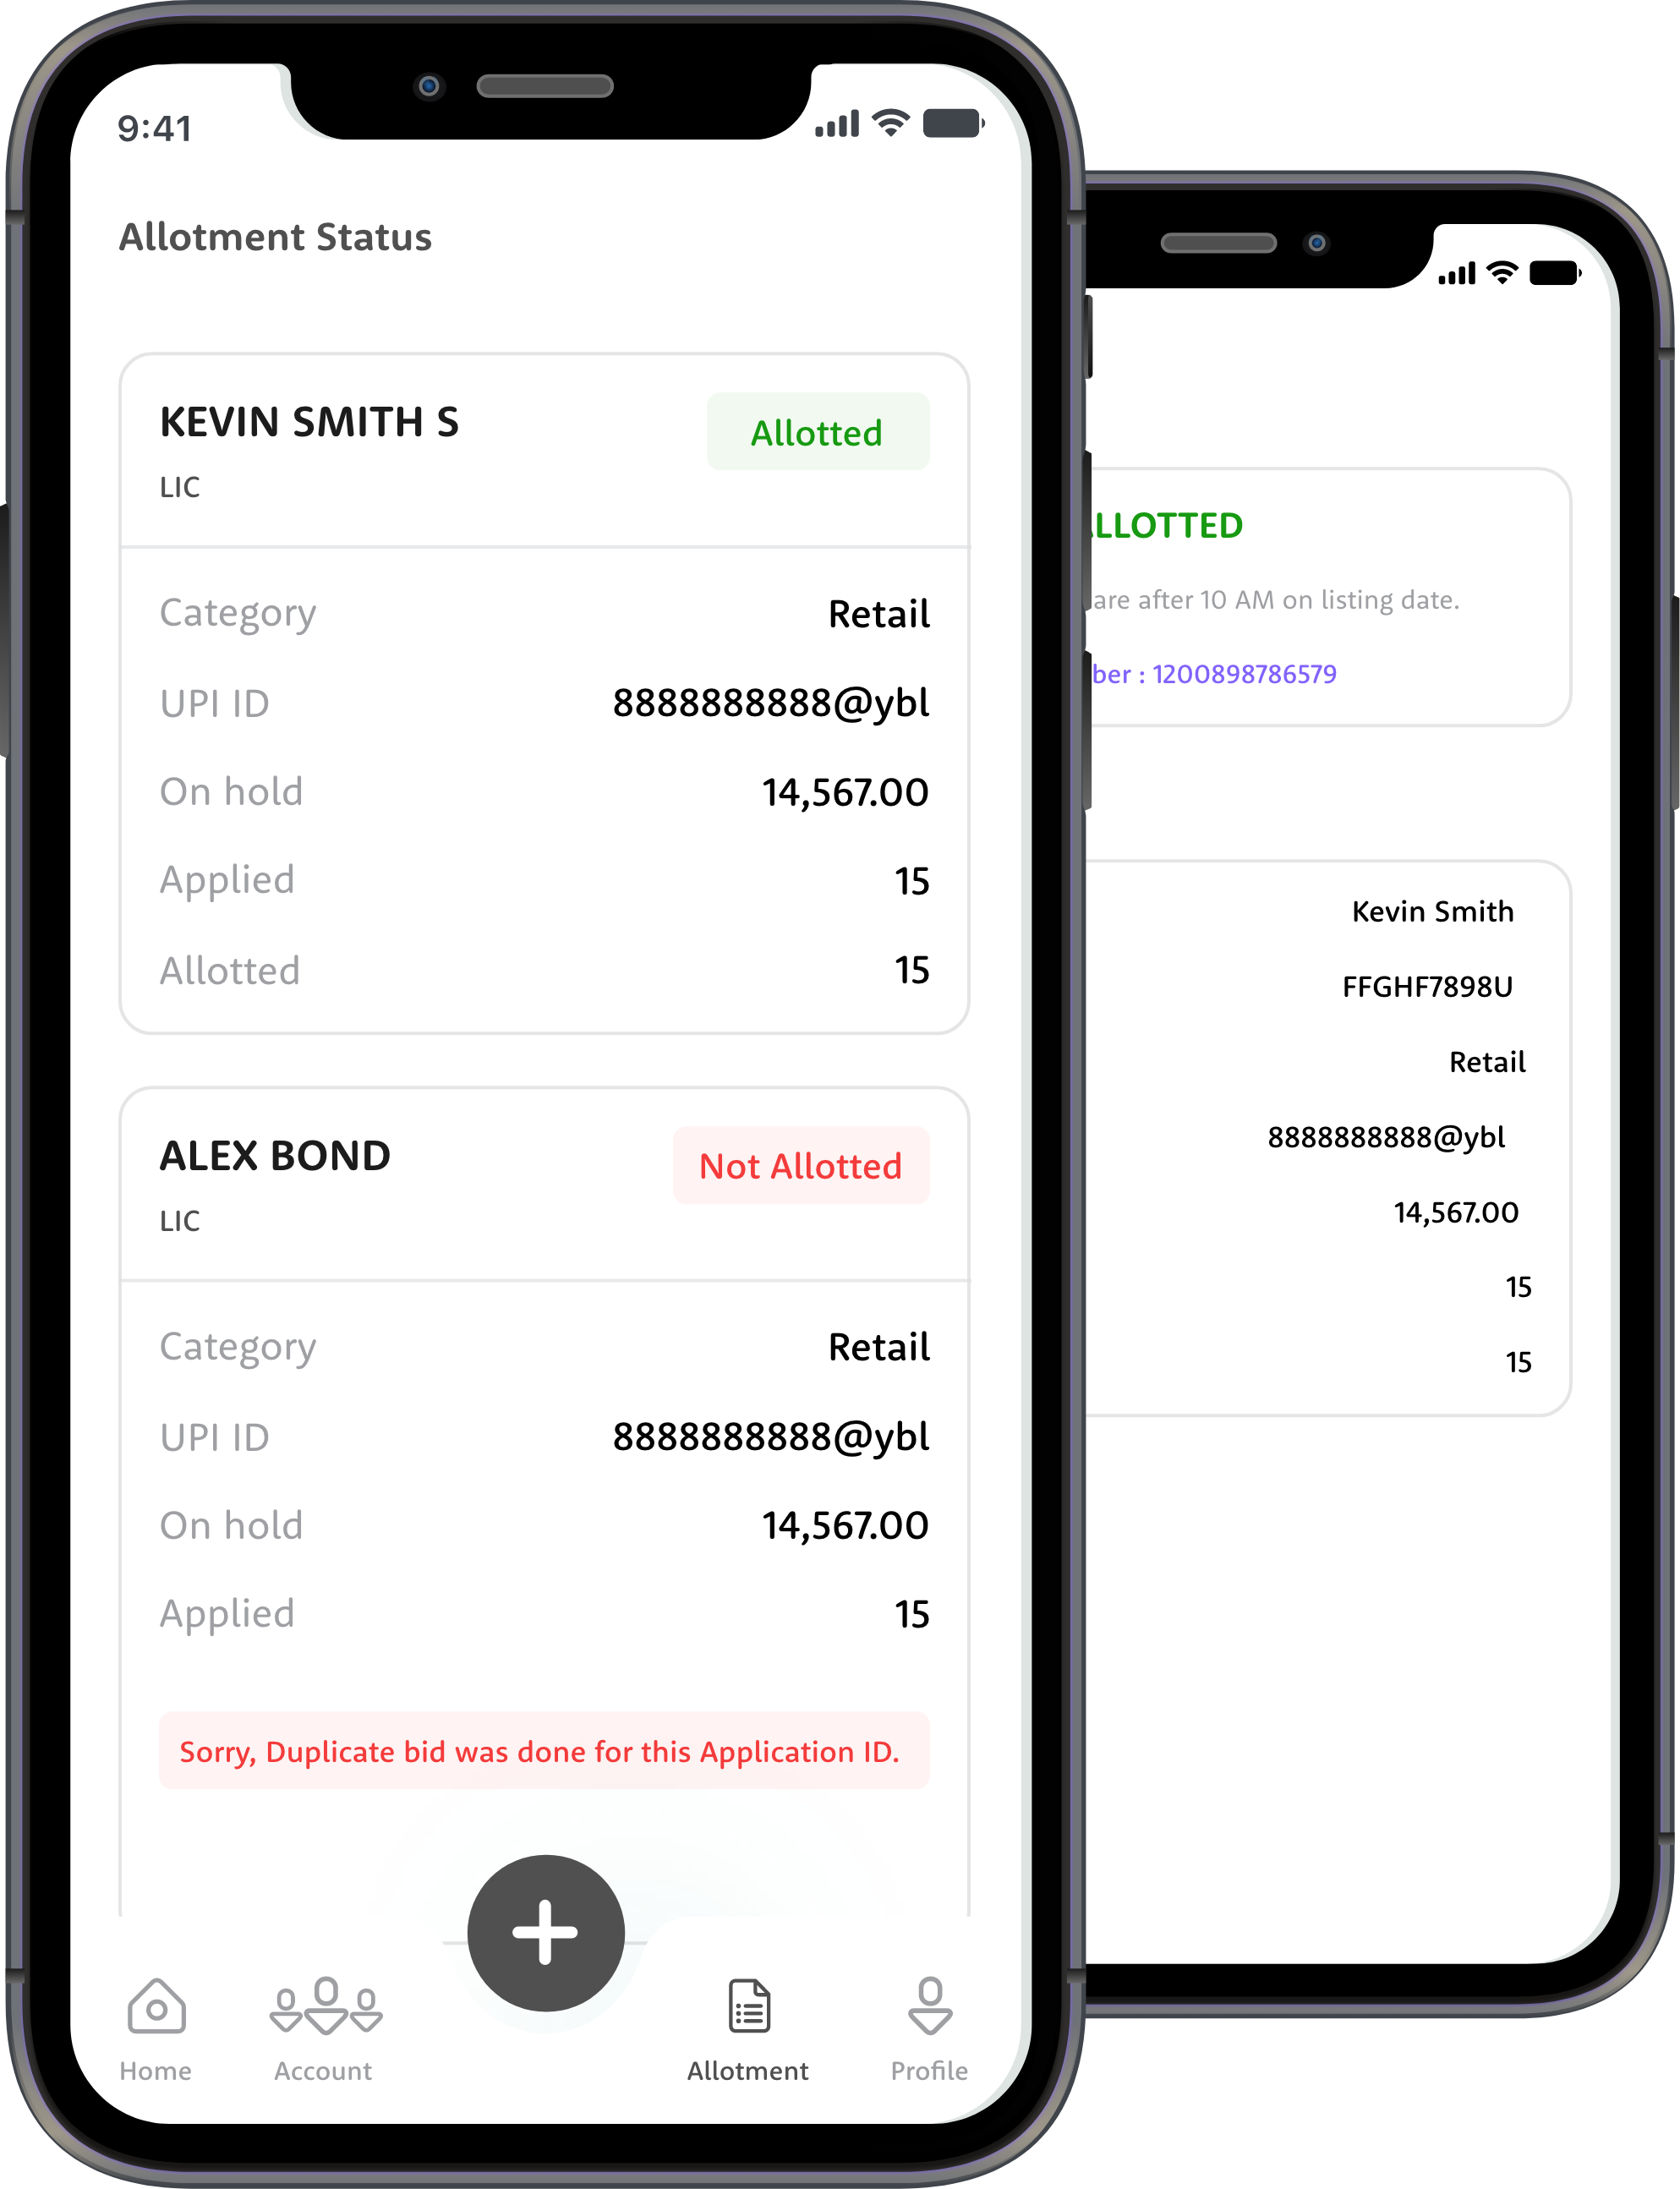 9:41
Allotment Status
KEVIN SMITH S
Allotted
LIC
Category Retail
UPI ID 8888888888@ybl
On hold 14,567.00
Applied 15
Allotted 15
ALEX BOND
Not Allotted
LIC
Category Retail
UPI ID 8888888888@ybl
On hold 14,567.00
Applied 15
Sorry, Duplicate bid was done for this Application ID.
Home Account Allotment Profile
LLOTTED
are after 10 AM on listing date.
ber : 1200898786579
Kevin Smith
FFGHF7898U
Retail
8888888888@ybl
14,567.00
15
15